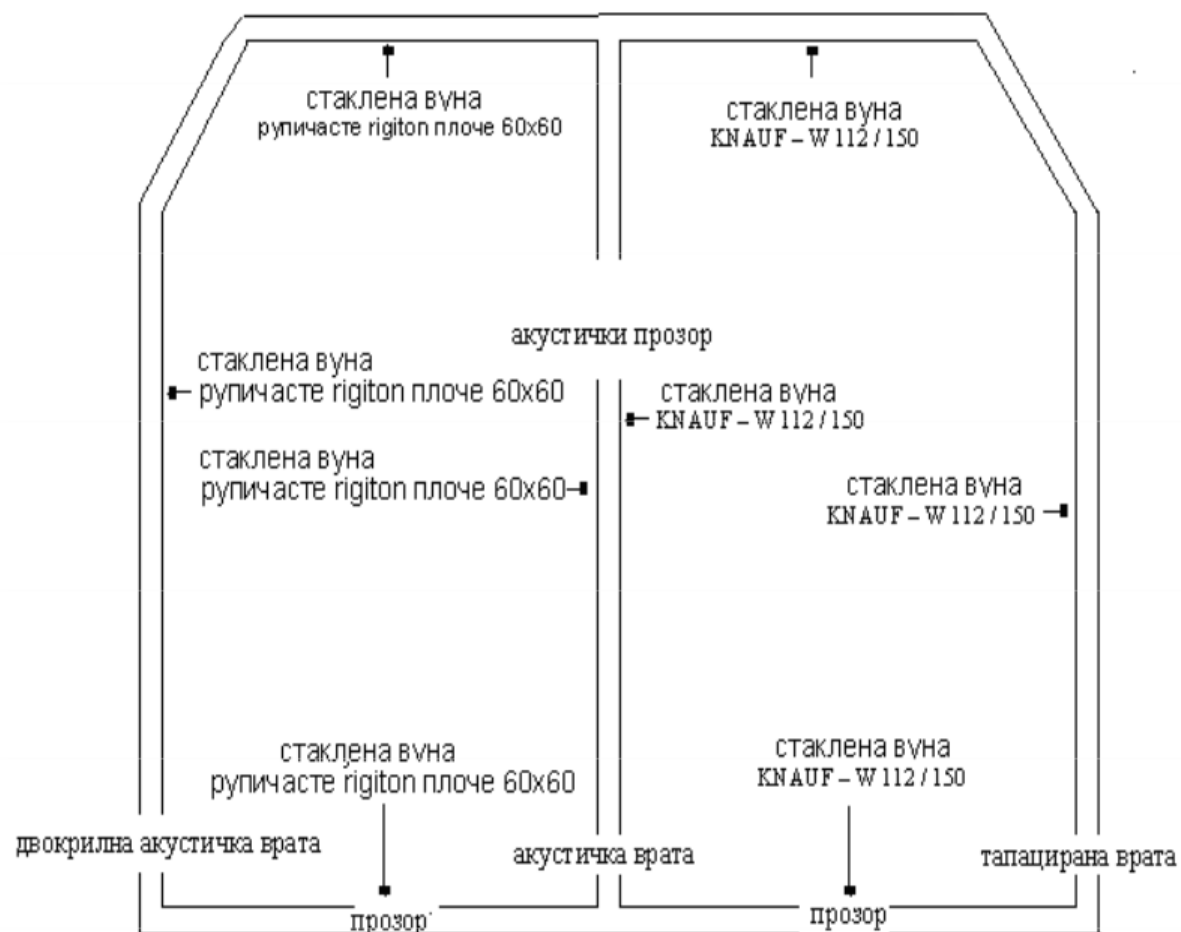 стаклена вуна
рупичасте rigiton плоче 60x60
стаклена вуна
KNAUF – W 112 / 150
акустички прозор
стаклена вуна
рупичасте rigiton плоче 60x60
стаклена вуна
KNAUF – W 112 / 150
стаклена вуна
рупичасте rigiton плоче 60x60
стаклена вуна
KNAUF – W 112 / 150
стаклена вуна
рупичасте rigiton плоче 60x60
стаклена вуна
KNAUF – W 112 / 150
двокрилна акустичка врата
акустичка врата
тапацирана врата
прозор
прозор